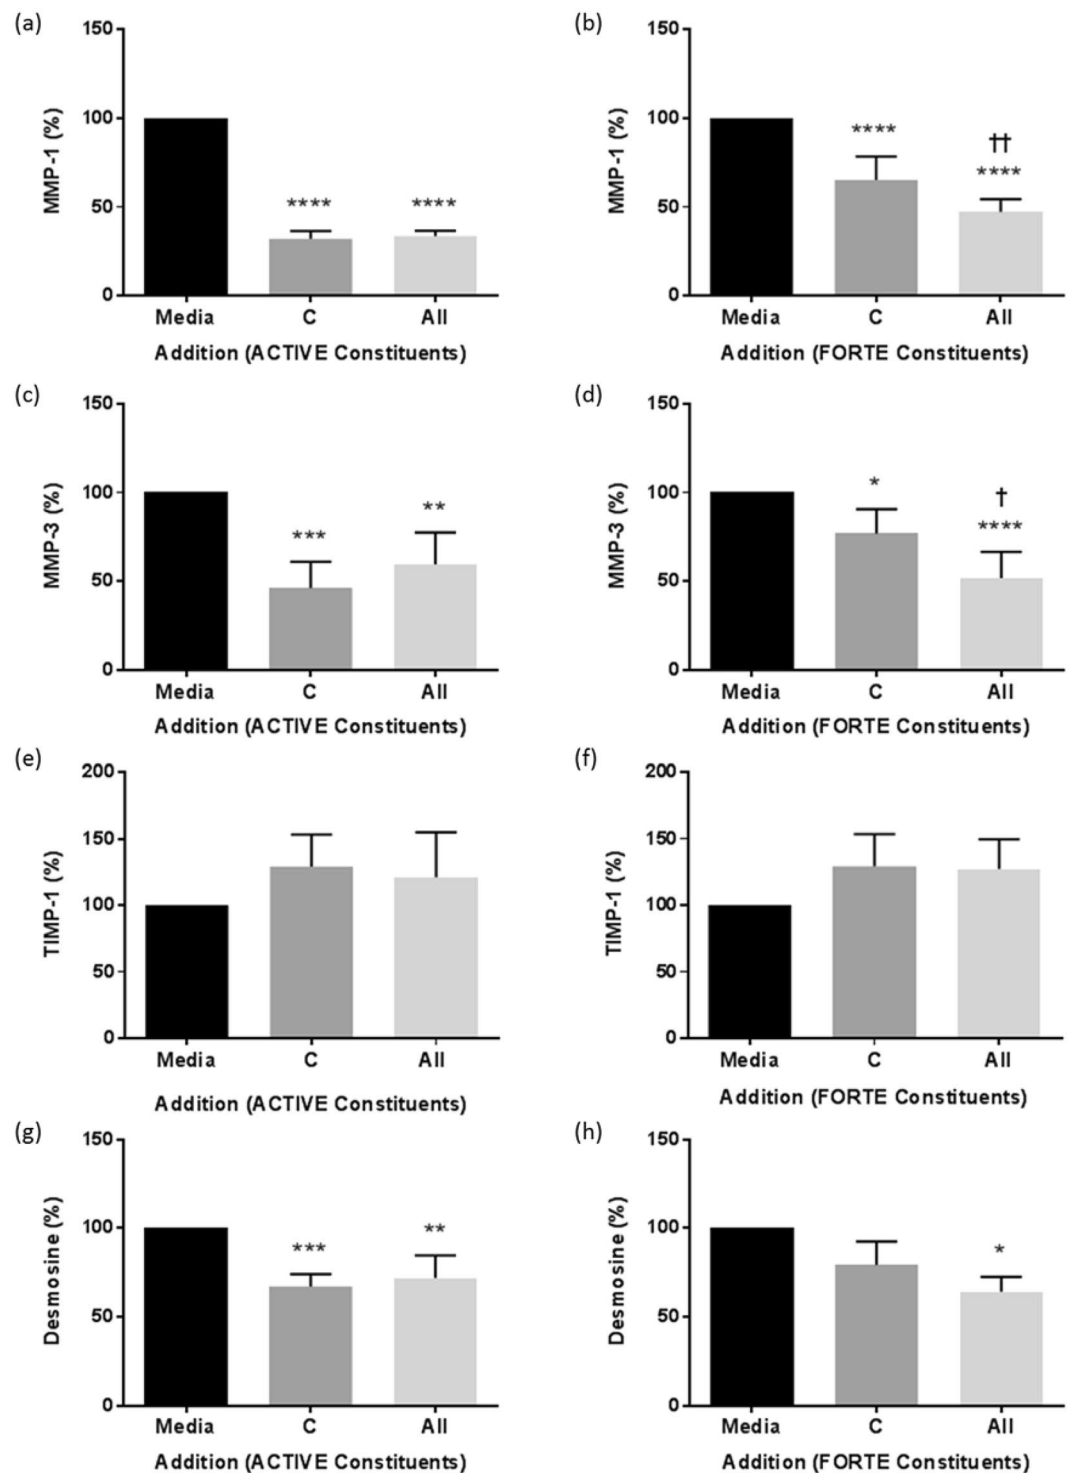 (a)
150
100
50
0
MMP-1 (%)
****
****
Media C All
Addition (ACTIVE Constituents)
(b)
150
100
50
0
MMP-1 (%)
****
††
****
Media C All
Addition (FORTE Constituents)
(c)
150
100
50
0
MMP-3 (%)
***
**
Media C All
Addition (ACTIVE Constituents)
(d)
150
100
50
0
MMP-3 (%)
*
†
****
Media C All
Addition (FORTE Constituents)
(e)
200
150
100
50
0
TIMP-1 (%)
Media C All
Addition (ACTIVE Constituents)
(f)
200
150
100
50
0
TIMP-1 (%)
Media C All
Addition (FORTE Constituents)
(g)
150
100
50
0
Desmosine (%)
***
**
Media C All
Addition (ACTIVE Constituents)
(h)
150
100
50
0
Desmosine (%)
*
Media C All
Addition (FORTE Constituents)